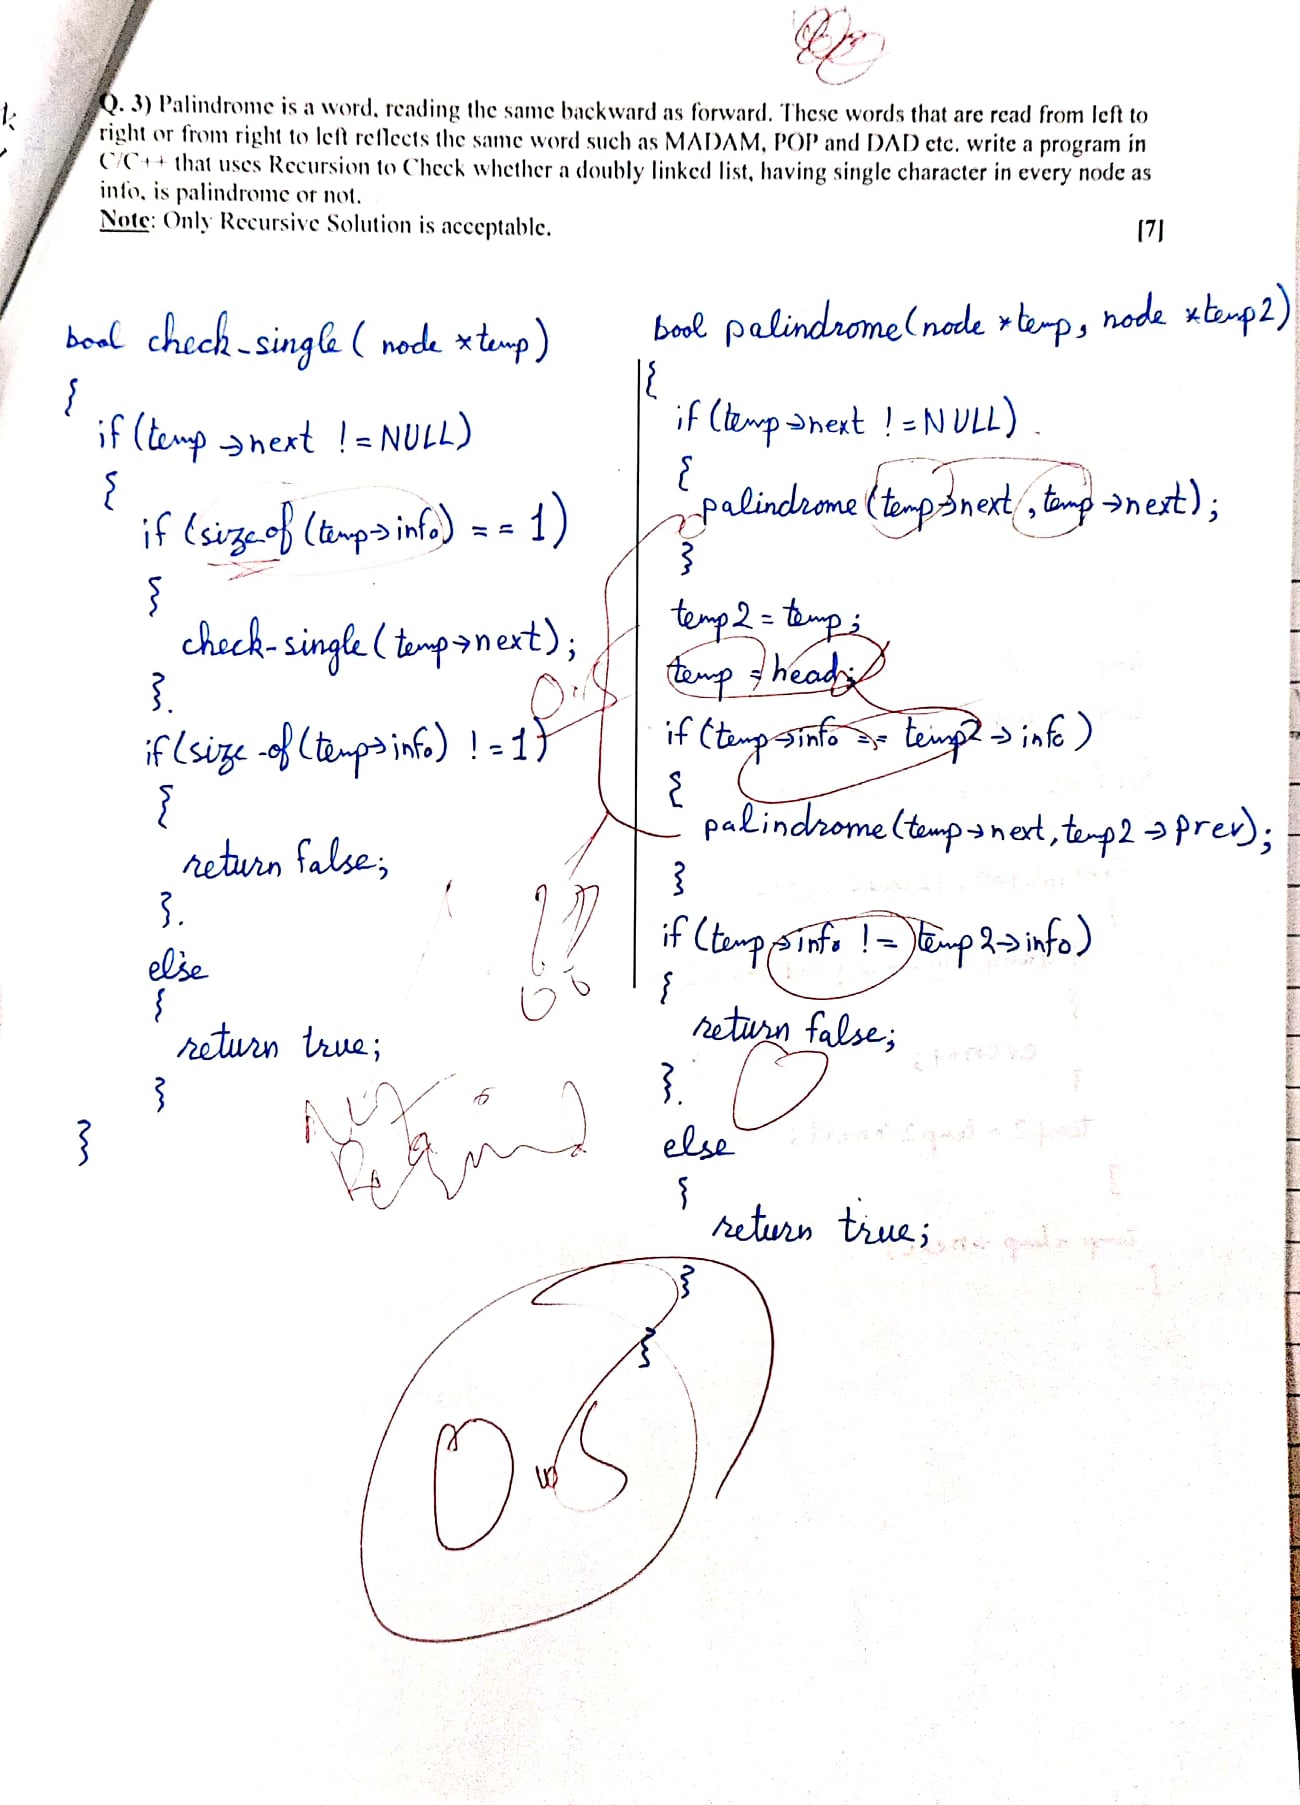 Q. 3) Palindrome is a word, reading the same backward as forward. These words that are read from left to
right or from right to left reflects the same word such as MADAM, POP and DAD etc. write a program in
C/C++ that uses Recursion to Check whether a doubly linked list, having single character in every node as
info, is palindrome or not.
Note: Only Recursive Solution is acceptable. [7]
bool check-single ( node *temp)
{
if (temp→next != NULL)
{
if (sizeof (temp→info) == 1)
{
check-single (temp→next);
}.
if (size-of (temp→info) != 1)
{
return false;
}.
else
{
return true;
}
}
0.5
Not
Required
bool palindrome (node *temp, node *temp2)
{
if (temp→next != NULL).
{
palindrome (temp→next, temp→next);
}
temp2 = temp;
temp = head;
if (temp→info == temp2→info)
{
palindrome (temp→next, temp2→prev);
}
if (temp→info != temp2→info)
{
return false;
}.
else
{
return true;
}
}
0.5